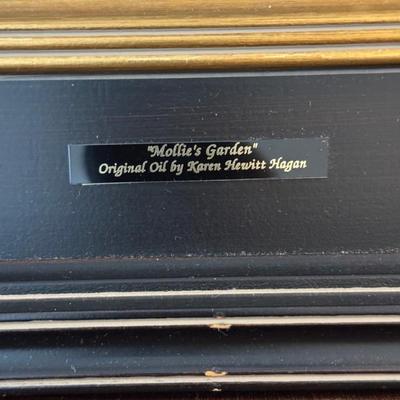 "Mollie's Garden"
Original Oil by Karen Hewitt Hagan